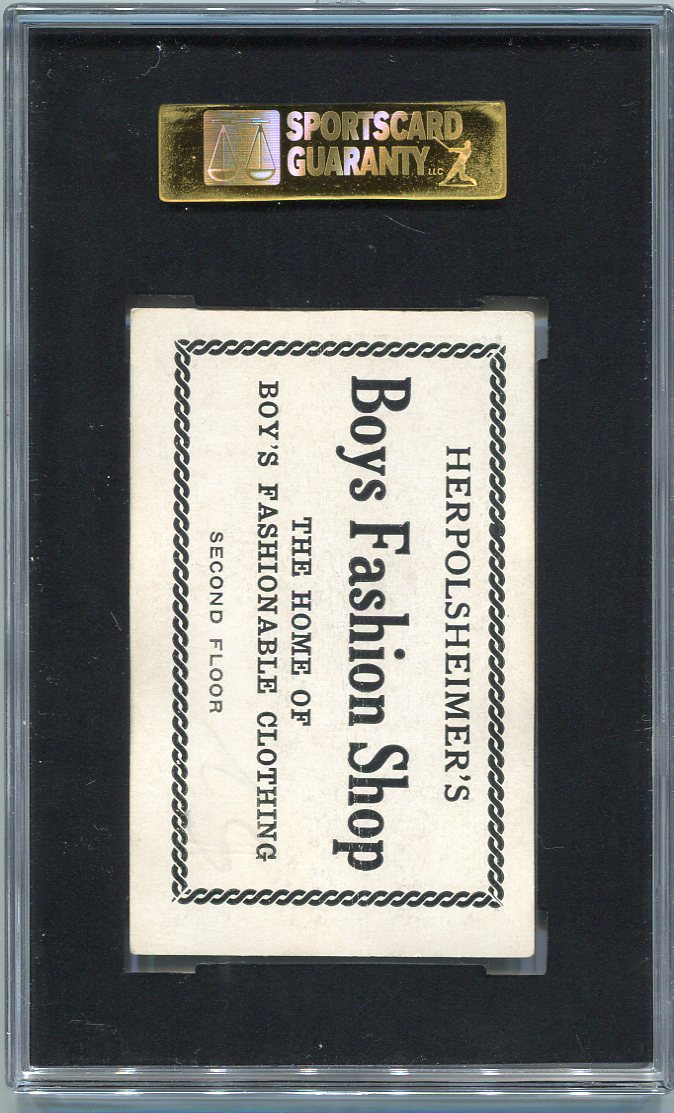 SPORTSCARD
GUARANTY LLC
HERPOLSHEIMER'S
Boys Fashion Shop
THE HOME OF
BOY'S FASHIONABLE CLOTHING
SECOND FLOOR